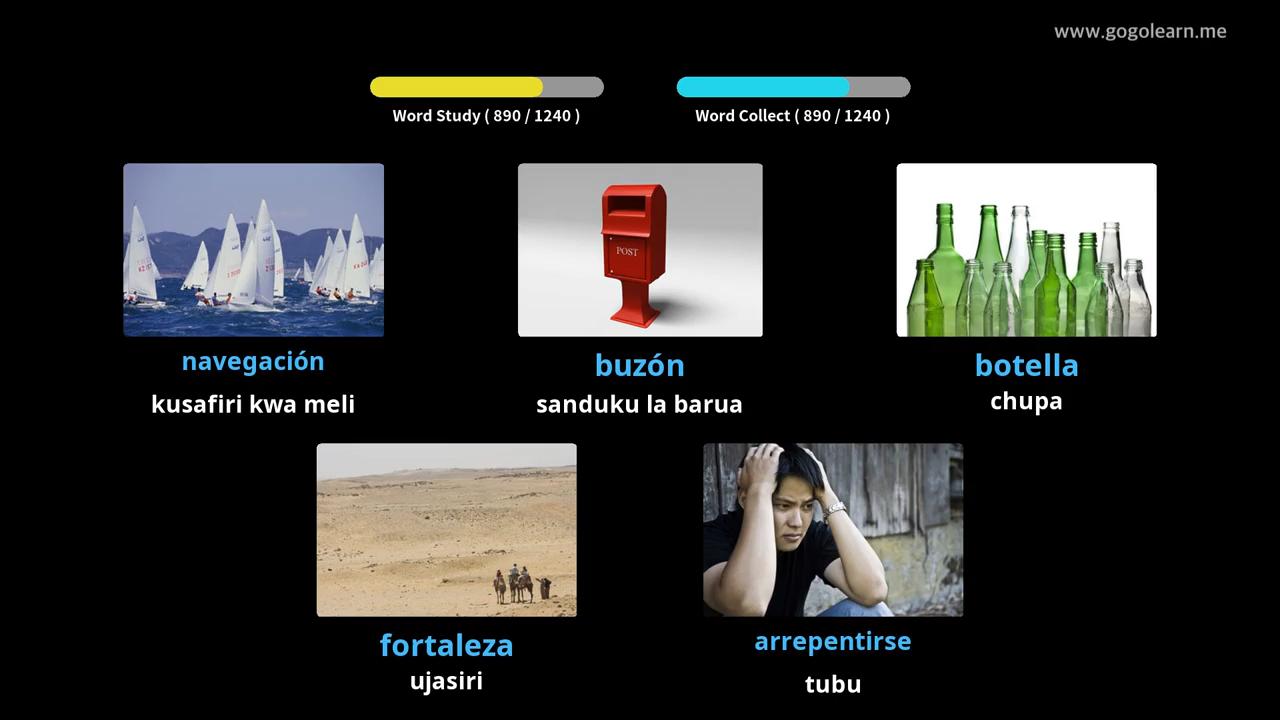 www.gogolearn.me
Word Study ( 890 / 1240 )
Word Collect ( 890 / 1240 )
POST
navegación
buzón
botella
kusafiri kwa meli
sanduku la barua
chupa
fortaleza
arrepentirse
ujasiri
tubu